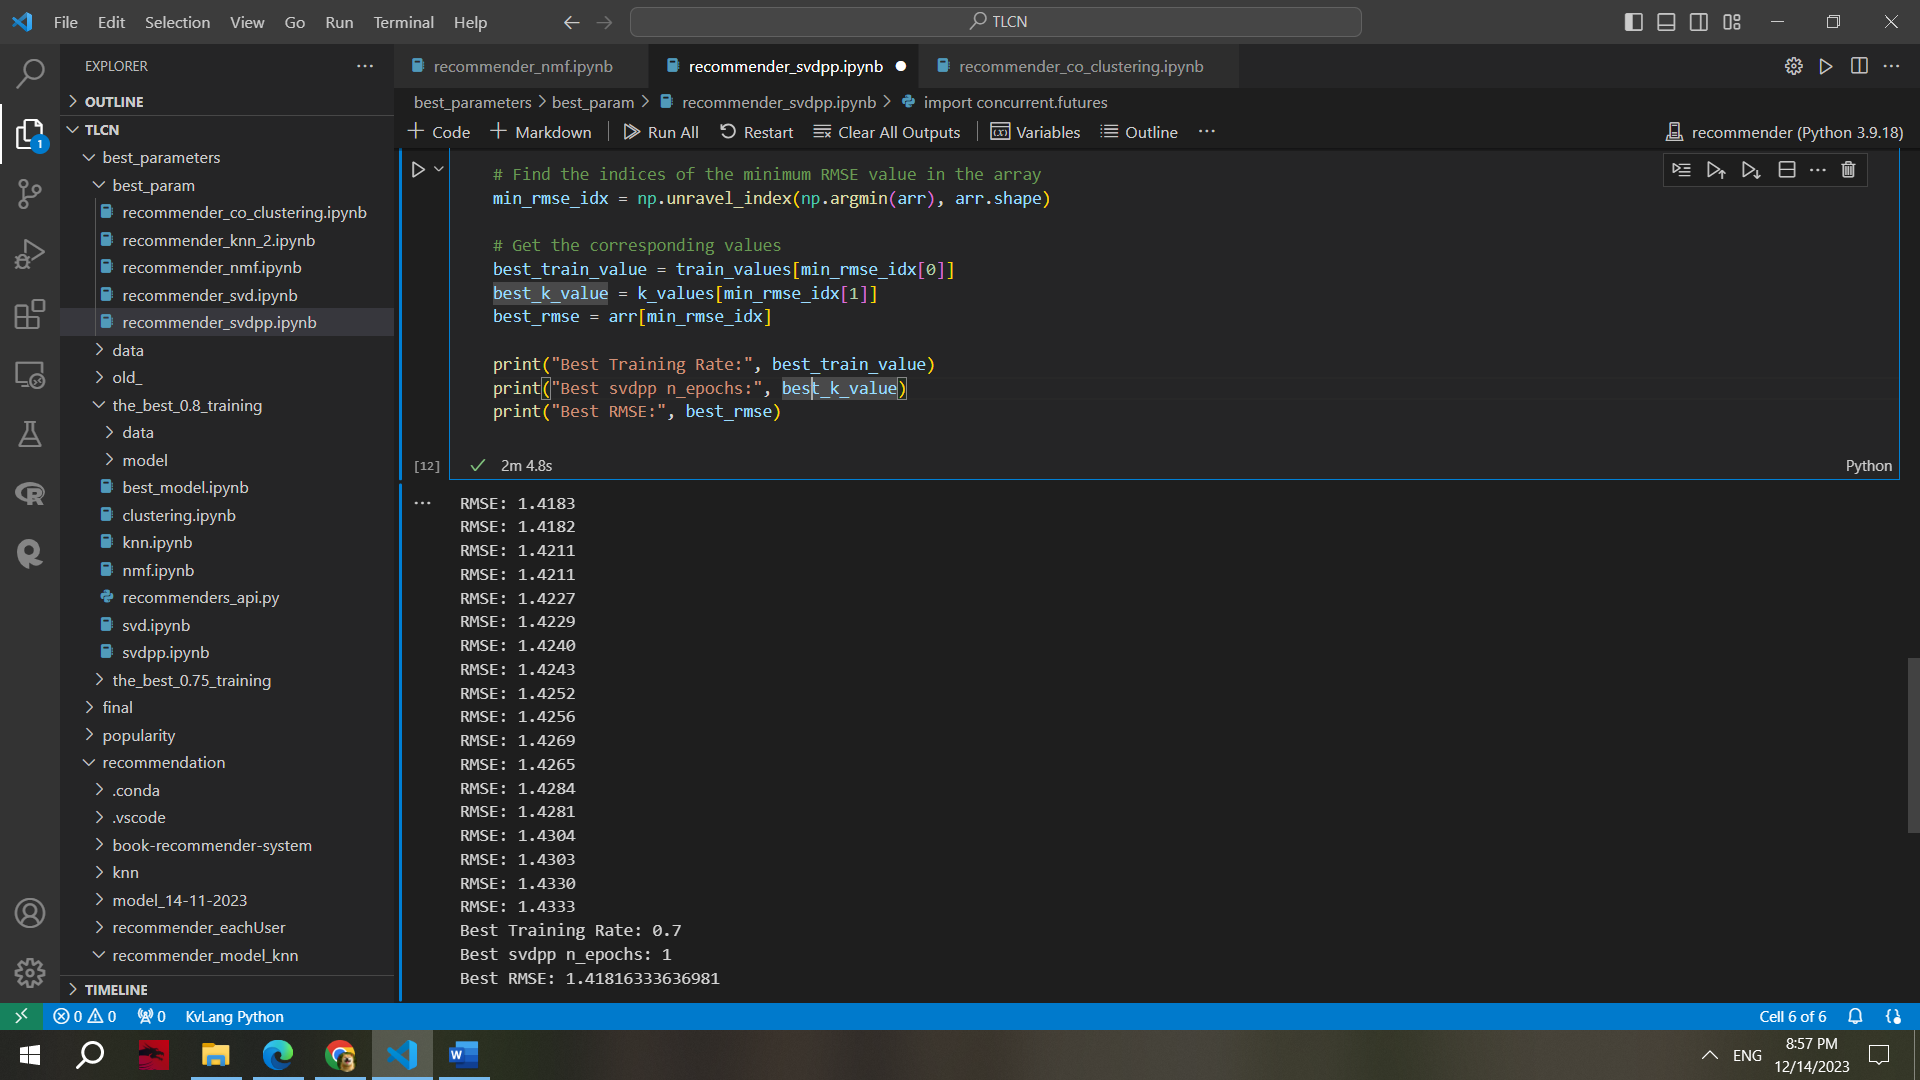 File Edit Selection View Go Run Terminal Help
TLCN
EXPLORER
OUTLINE
TLCN
best_parameters
best_param
recommender_co_clustering.ipynb
recommender_knn_2.ipynb
recommender_nmf.ipynb
recommender_svd.ipynb
recommender_svdpp.ipynb
data
old_
the_best_0.8_training
data
model
best_model.ipynb
clustering.ipynb
knn.ipynb
nmf.ipynb
recommenders_api.py
svd.ipynb
svdpp.ipynb
the_best_0.75_training
final
popularity
recommendation
.conda
.vscode
book-recommender-system
knn
model_14-11-2023
recommender_eachUser
recommender_model_knn
TIMELINE
1
recommender_nmf.ipynb recommender_svdpp.ipynb recommender_co_clustering.ipynb
best_parameters > best_param > recommender_svdpp.ipynb > import concurrent.futures
+ Code + Markdown Run All Restart Clear All Outputs Variables Outline ···
recommender (Python 3.9.18)
# Find the indices of the minimum RMSE value in the array
min_rmse_idx = np.unravel_index(np.argmin(arr), arr.shape)
# Get the corresponding values
best_train_value = train_values[min_rmse_idx[0]]
best_k_value = k_values[min_rmse_idx[1]]
best_rmse = arr[min_rmse_idx]
print("Best Training Rate:", best_train_value)
print("Best svdpp n_epochs:", best_k_value)
print("Best RMSE:", best_rmse)
[12] 2m 4.8s Python
RMSE: 1.4183
RMSE: 1.4182
RMSE: 1.4211
RMSE: 1.4211
RMSE: 1.4227
RMSE: 1.4229
RMSE: 1.4240
RMSE: 1.4243
RMSE: 1.4252
RMSE: 1.4256
RMSE: 1.4269
RMSE: 1.4265
RMSE: 1.4284
RMSE: 1.4281
RMSE: 1.4304
RMSE: 1.4303
RMSE: 1.4330
RMSE: 1.4333
Best Training Rate: 0.7
Best svdpp n_epochs: 1
Best RMSE: 1.41816333636981
0 0 0 KvLang Python Cell 6 of 6
ENG
8:57 PM
12/14/2023